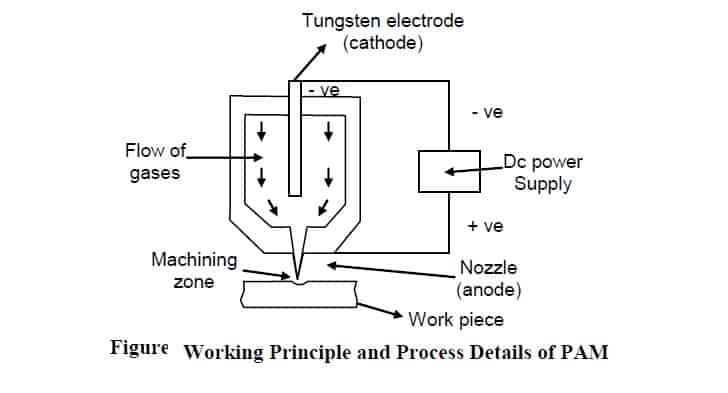 Tungsten electrode
(cathode)
- ve
- ve
Flow of
gases
Dc power
Supply
+ ve
Machining
zone
Nozzle
(anode)
Work piece
Figure Working Principle and Process Details of PAM